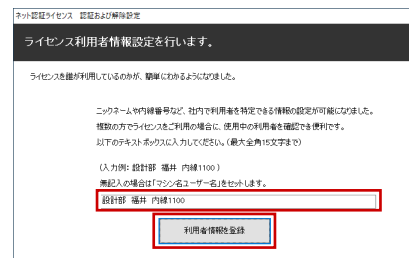 ネット認証ライセンス 認証および解除設定
ライセンス利用者情報設定を行います。
ライセンスを誰が利用しているのかが、簡単にわかるようになりました。
ニックネームや内線番号など、社内で利用者を特定できる情報の設定が可能になりました。
複数の方でライセンスをご利用の場合に、使用中の利用者を確認でき便利です。
以下のテキストボックスに入力してください。(最大全角15文字まで)
(入力例：設計部 福井 内線1100 )
無記入の場合は「マシン名ユーザー名」をセットします。
設計部 福井 内線1100
利用者情報を登録